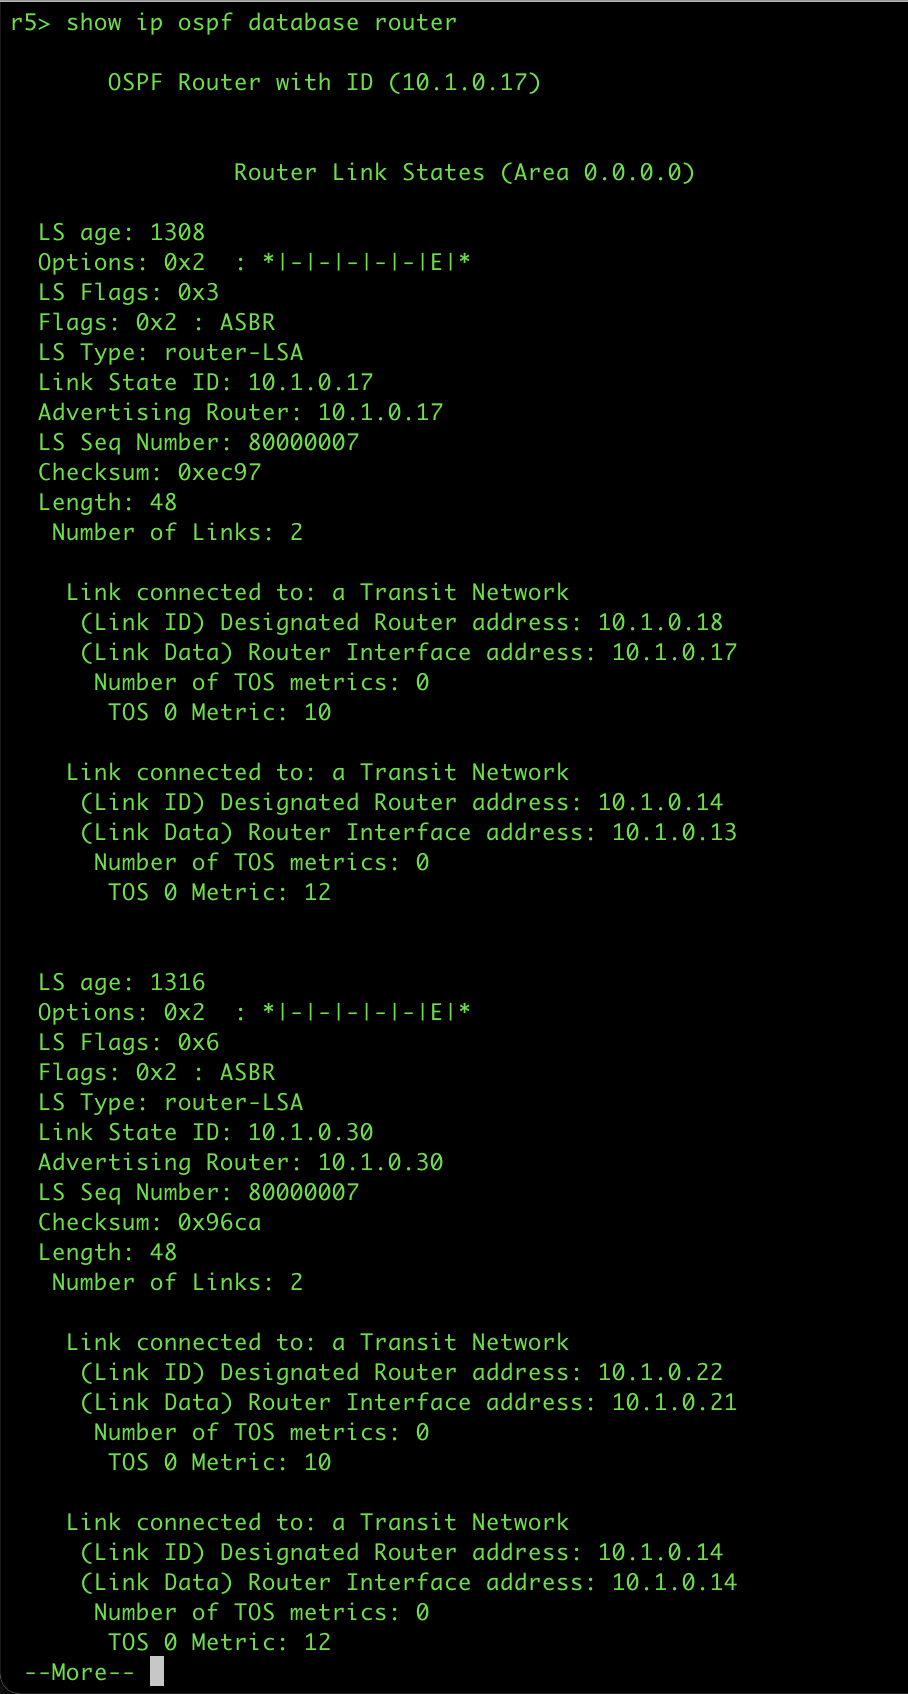 r5> show ip ospf database router
OSPF Router with ID (10.1.0.17)
Router Link States (Area 0.0.0.0)
LS age: 1308
Options: 0x2  : *|-|-|-|-|-|E|*
LS Flags: 0x3
Flags: 0x2 : ASBR
LS Type: router-LSA
Link State ID: 10.1.0.17
Advertising Router: 10.1.0.17
LS Seq Number: 80000007
Checksum: 0xec97
Length: 48
Number of Links: 2
Link connected to: a Transit Network
(Link ID) Designated Router address: 10.1.0.18
(Link Data) Router Interface address: 10.1.0.17
Number of TOS metrics: 0
TOS 0 Metric: 10
Link connected to: a Transit Network
(Link ID) Designated Router address: 10.1.0.14
(Link Data) Router Interface address: 10.1.0.13
Number of TOS metrics: 0
TOS 0 Metric: 12
LS age: 1316
Options: 0x2  : *|-|-|-|-|-|E|*
LS Flags: 0x6
Flags: 0x2 : ASBR
LS Type: router-LSA
Link State ID: 10.1.0.30
Advertising Router: 10.1.0.30
LS Seq Number: 80000007
Checksum: 0x96ca
Length: 48
Number of Links: 2
Link connected to: a Transit Network
(Link ID) Designated Router address: 10.1.0.22
(Link Data) Router Interface address: 10.1.0.21
Number of TOS metrics: 0
TOS 0 Metric: 10
Link connected to: a Transit Network
(Link ID) Designated Router address: 10.1.0.14
(Link Data) Router Interface address: 10.1.0.14
Number of TOS metrics: 0
TOS 0 Metric: 12
--More--